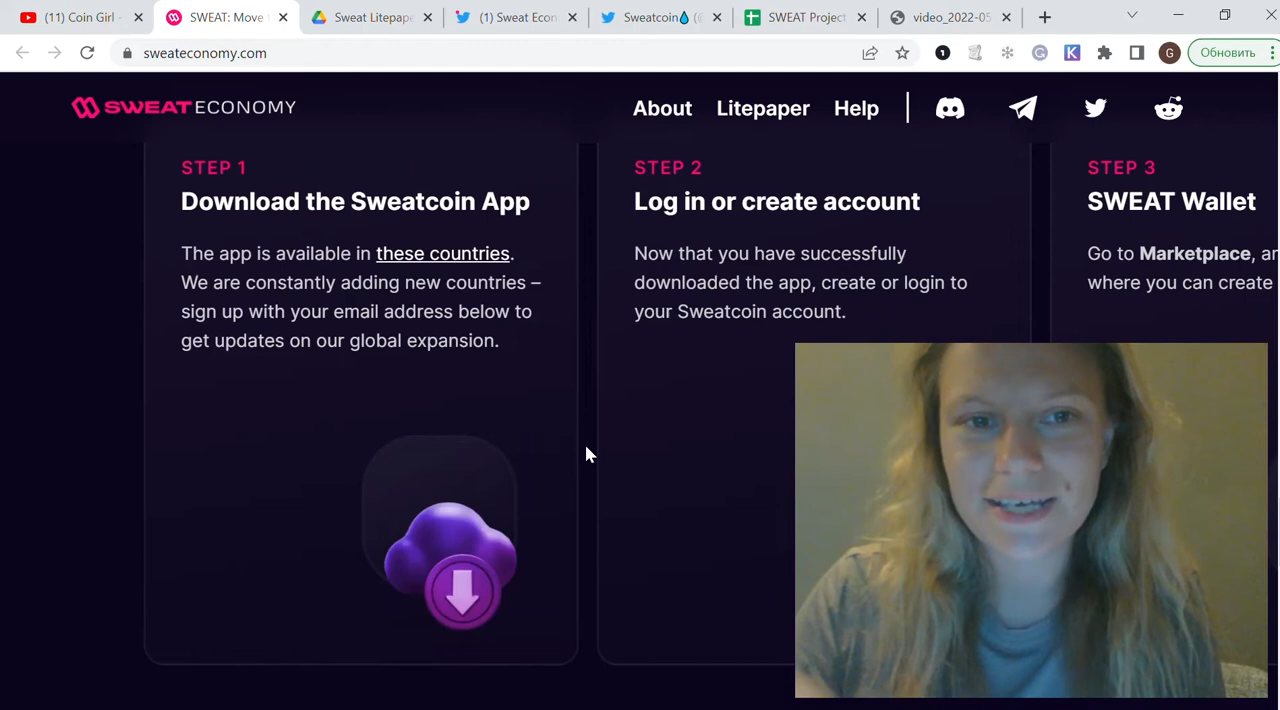 (11) Coin Girl -
SWEAT: Move t
Sweat Litepape
(1) Sweat Econ
Sweatcoin💧 (@
SWEAT Project
video_2022-05
sweateconomy.com
G
Обновить
SWEATECONOMY
About
Litepaper
Help
STEP 1
Download the Sweatcoin App
The app is available in these countries.
We are constantly adding new countries –
sign up with your email address below to
get updates on our global expansion.
STEP 2
Log in or create account
Now that you have successfully
downloaded the app, create or login to
your Sweatcoin account.
STEP 3
SWEAT Wallet
Go to Marketplace, ar
where you can create